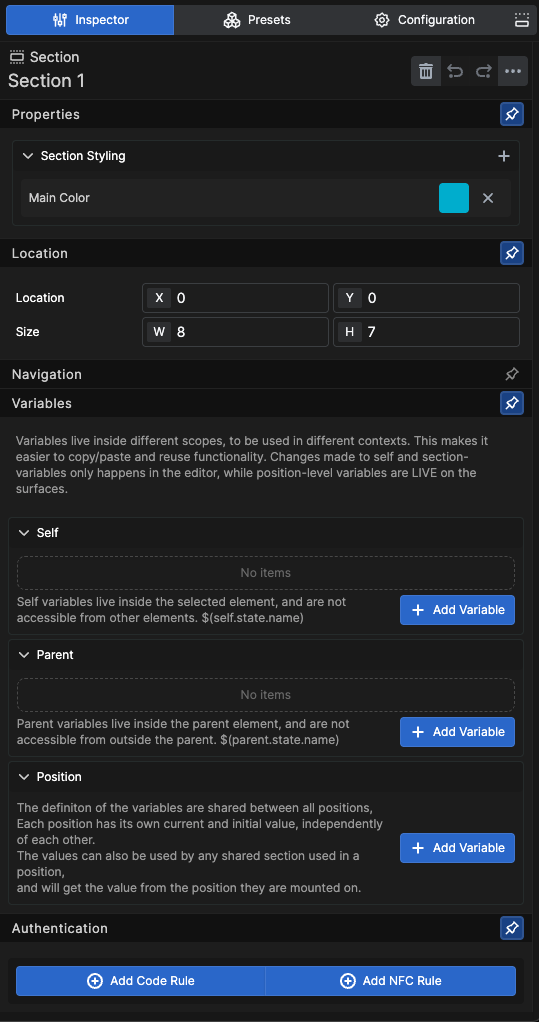 Inspector
Presets
Configuration
Section
Section 1
Properties
Section Styling
Main Color
Location
Location
X 0
Y 0
Size
W 8
H 7
Navigation
Variables
Variables live inside different scopes, to be used in different contexts. This makes it
easier to copy/paste and reuse functionality. Changes made to self and section-
variables only happens in the editor, while position-level variables are LIVE on the
surfaces.
Self
No items
Self variables live inside the selected element, and are not
accessible from other elements. $(self.state.name)
Add Variable
Parent
No items
Parent variables live inside the parent element, and are not
accessible from outside the parent. $(parent.state.name)
Add Variable
Position
The definiton of the variables are shared between all positions,
Each position has its own current and initial value, independently
of each other.
The values can also be used by any shared section used in a
position,
and will get the value from the position they are mounted on.
Add Variable
Authentication
Add Code Rule
Add NFC Rule